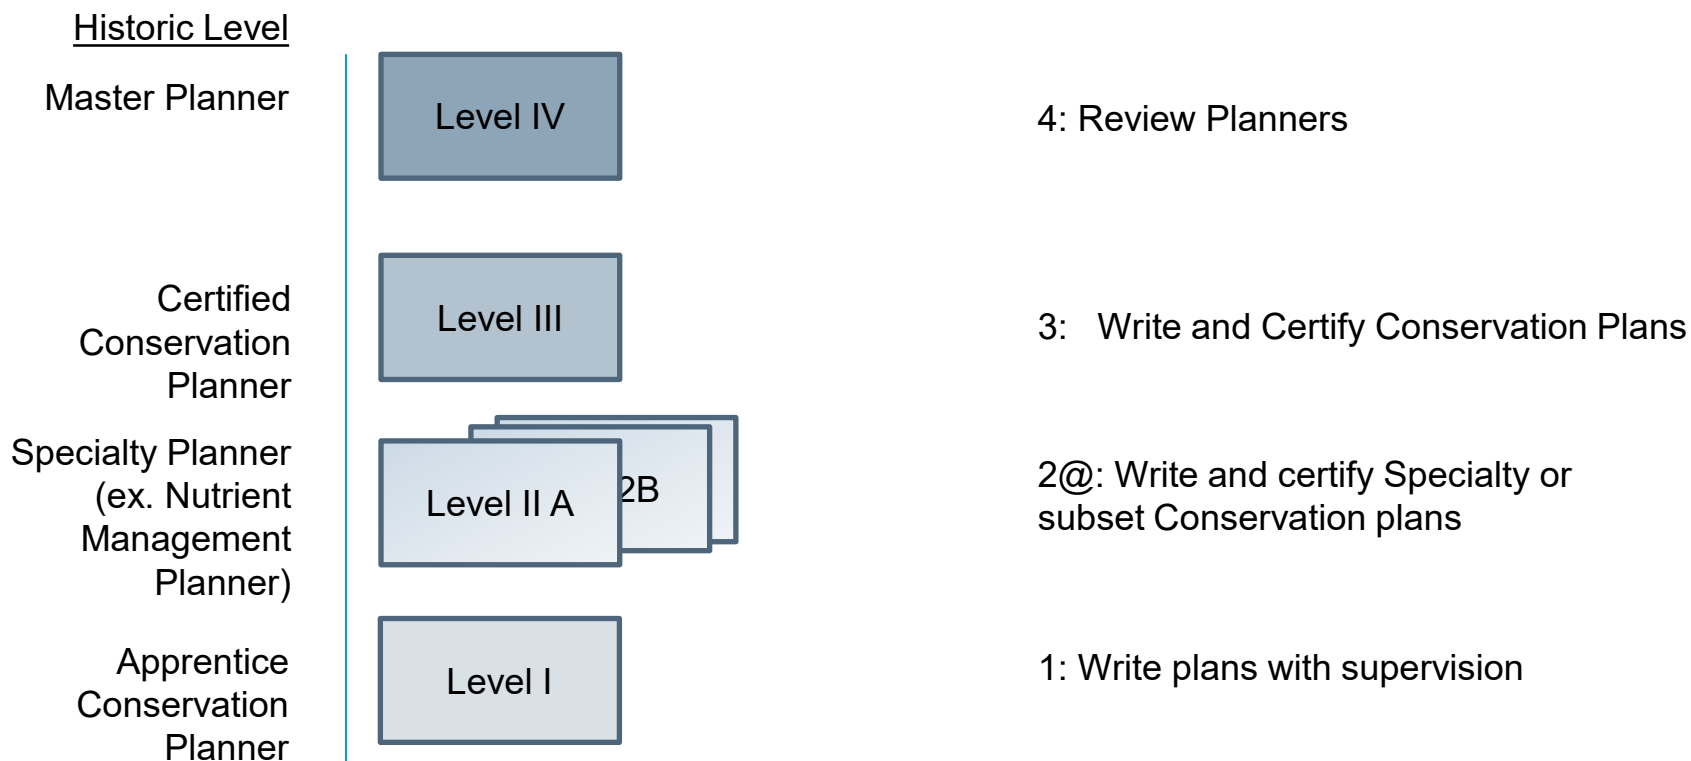 Historic Level
Master Planner
Level IV
4: Review Planners
Certified
Conservation
Planner
Level III
3: Write and Certify Conservation Plans
Specialty Planner
(ex. Nutrient
Management
Planner)
Level II A
2B
2@: Write and certify Specialty or
subset Conservation plans
Apprentice
Conservation
Planner
Level I
1: Write plans with supervision